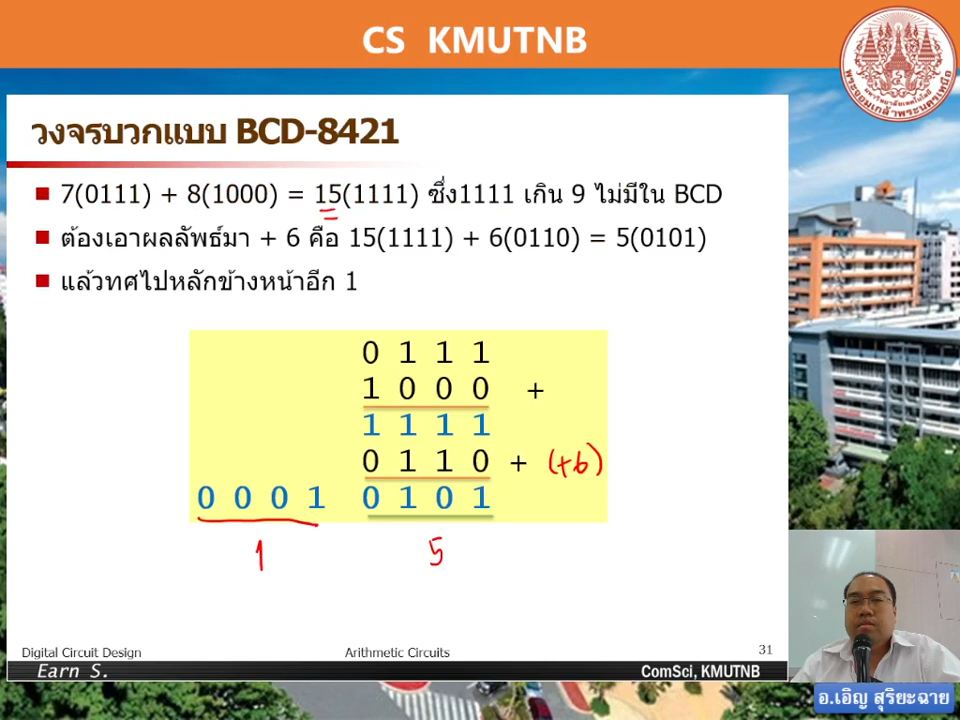 CS KMUTNB
วงจรบวกแบบ BCD-8421
7(0111) + 8(1000) = 15(1111) ซึ่ง1111 เกิน 9 ไม่มีใน BCD
ต้องเอาผลลัพธ์มา + 6 คือ 15(1111) + 6(0110) = 5(0101)
แล้วทศไปหลักข้างหน้าอีก 1
0 1 1 1
1 0 0 0 +
1 1 1 1
0 1 1 0 + (+6)
0 0 0 1 0 1 0 1
1 5
Digital Circuit Design Arithmetic Circuits 31
Earn S. ComSci, KMUTNB
อ.เอิญ สุริยะฉาย